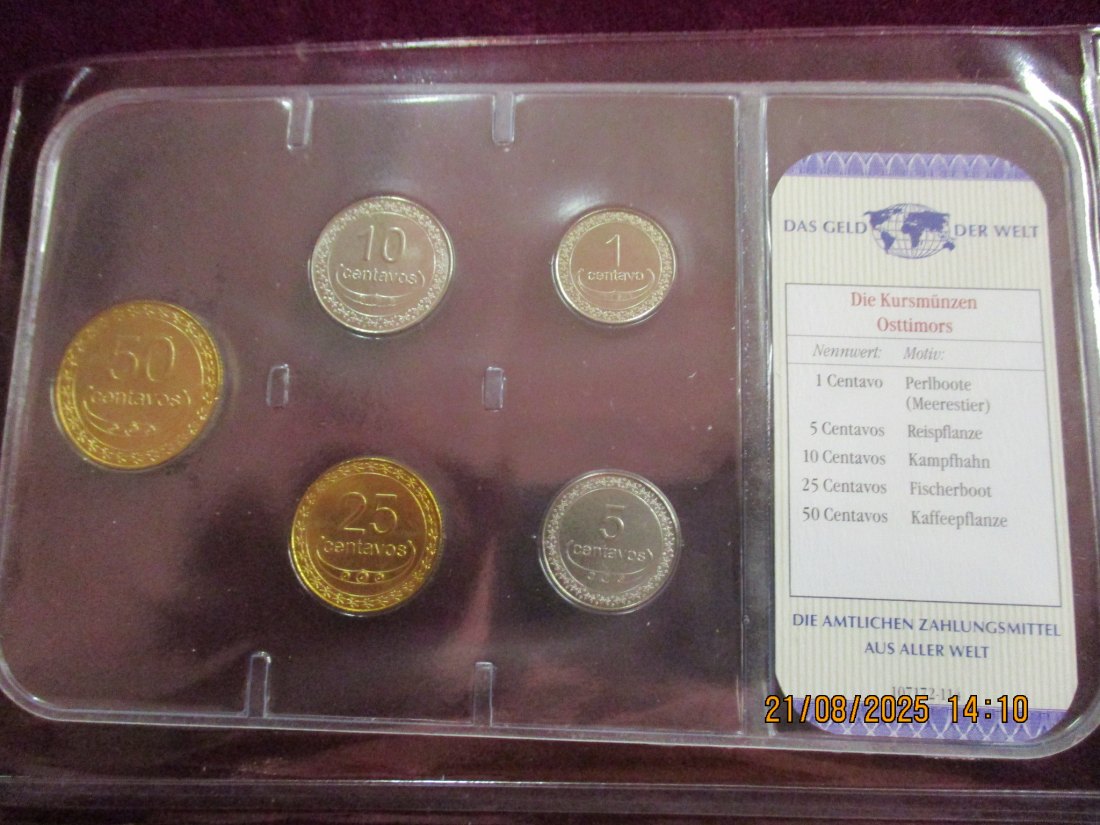 10
(centavos)
1
(centavo)
50
(centavos)
25
(centavos)
5
(centavos)
DAS GELD DER WELT
Die Kursmünzen
Osttimors
Nennwert: Motiv:
1 Centavo Perlboote
(Meerestier)
5 Centavos Reispflanze
10 Centavos Kampfhahn
25 Centavos Fischerboot
50 Centavos Kaffeepflanze
DIE AMTLICHEN ZAHLUNGSMITTEL
AUS ALLER WELT
21/08/2025 14:10